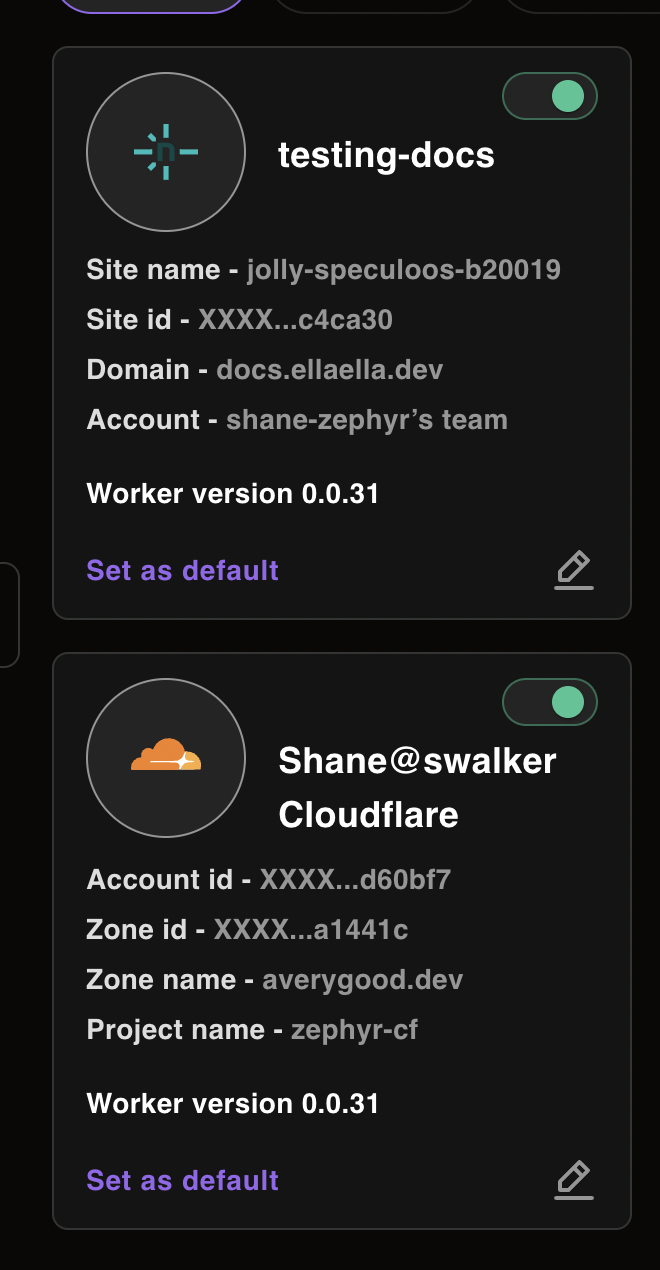 testing-docs
Site name - jolly-speculoos-b20019
Site id - XXXX...c4ca30
Domain - docs.ellaella.dev
Account - shane-zephyr’s team
Worker version 0.0.31
Set as default
Shane@swalker
Cloudflare
Account id - XXXX...d60bf7
Zone id - XXXX...a1441c
Zone name - averygood.dev
Project name - zephyr-cf
Worker version 0.0.31
Set as default